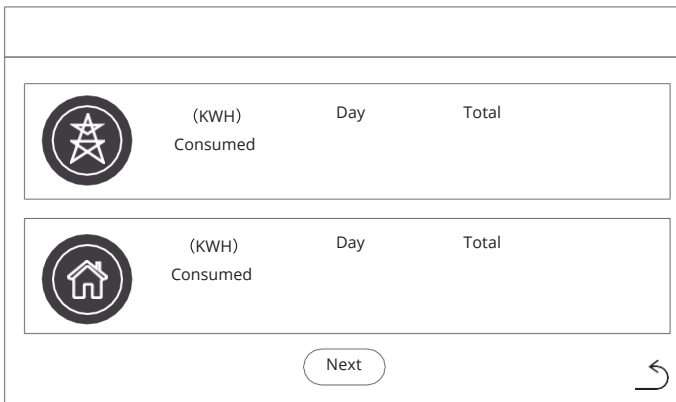 （KWH） Day Total
Consumed
（KWH） Day Total
Consumed
Next